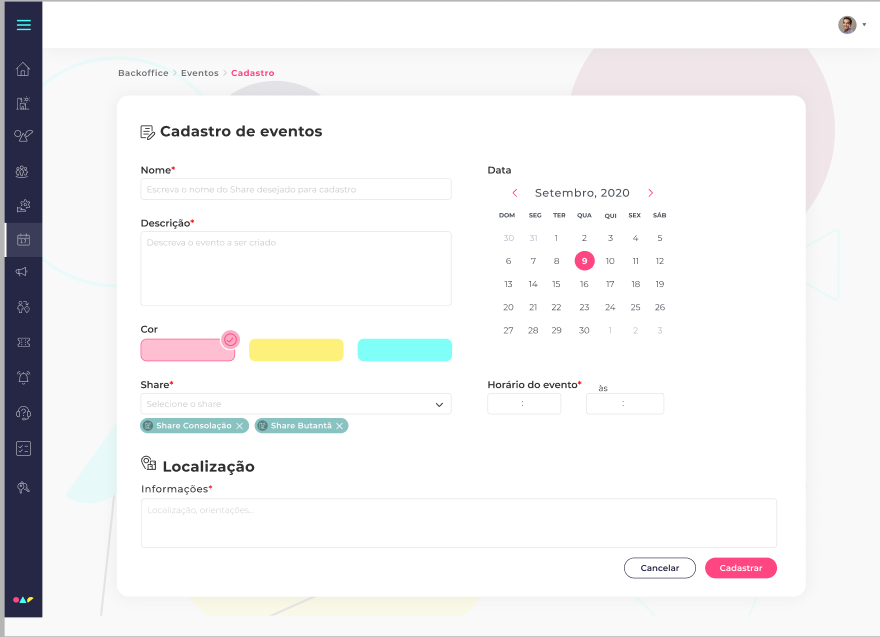 Backoffice > Eventos > Cadastro
Cadastro de eventos
Nome*
Escreva o nome do Share desejado para cadastro
Descrição*
Descreva o evento a ser criado
Cor
Share*
Selecione o share.
Share Consolação
Share Butantã
Data
Setembro, 2020
DOM SEG TER QUA QUI SEX SÁB
30 31 1 2 3 4 5
6 7 8 9 10 11 12
13 14 15 16 17 18 19
20 21 22 23 24 25 26
27 28 29 30 1 2 3
Horário do evento*
às
: :
Localização
Informações*
Localização, orientações..
Cancelar
Cadastrar